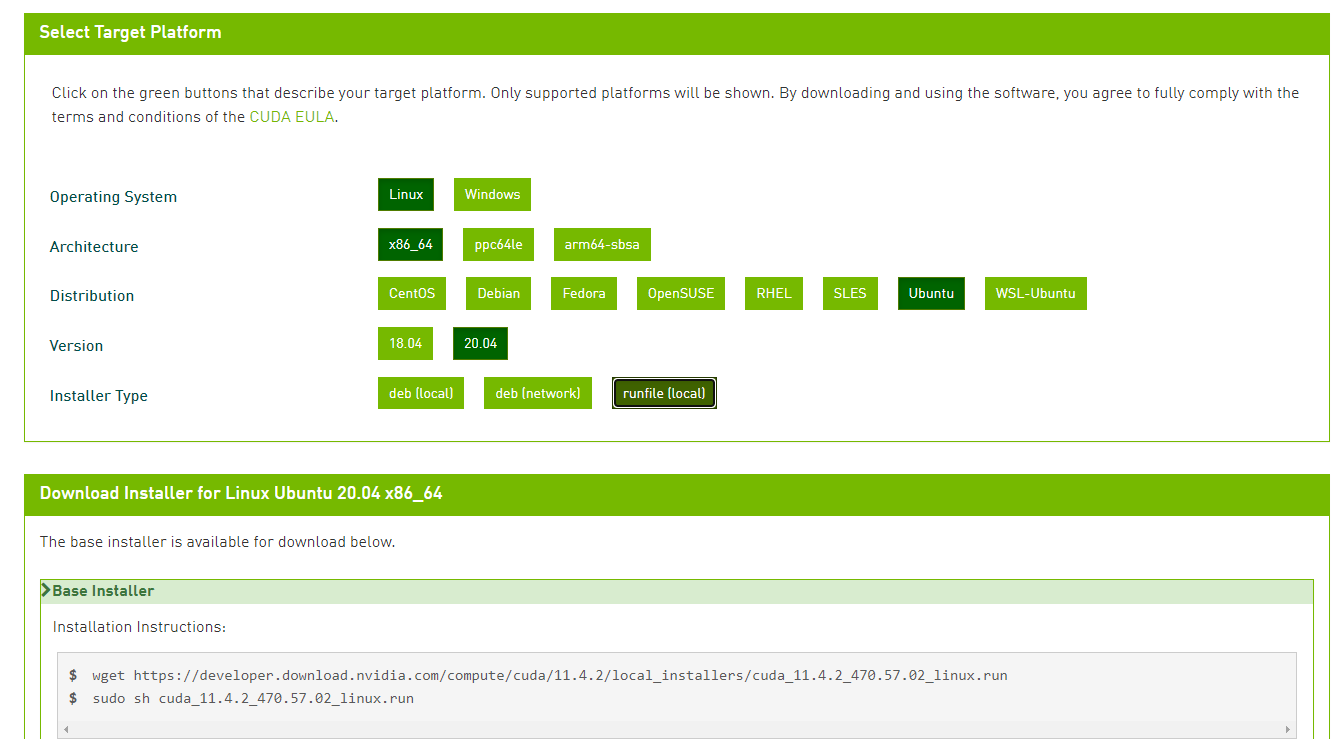 Select Target Platform
Click on the green buttons that describe your target platform. Only supported platforms will be shown. By downloading and using the software, you agree to fully comply with the
terms and conditions of the CUDA EULA.
Operating System Linux Windows
Architecture x86_64 ppc64le arm64-sbsa
Distribution CentOS Debian Fedora OpenSUSE RHEL SLES Ubuntu WSL-Ubuntu
Version 18.04 20.04
Installer Type deb (local) deb (network) runfile (local)
Download Installer for Linux Ubuntu 20.04 x86_64
The base installer is available for download below.
Base Installer
Installation Instructions:
$ wget https://developer.download.nvidia.com/compute/cuda/11.4.2/local_installers/cuda_11.4.2_470.57.02_linux.run
$ sudo sh cuda_11.4.2_470.57.02_linux.run